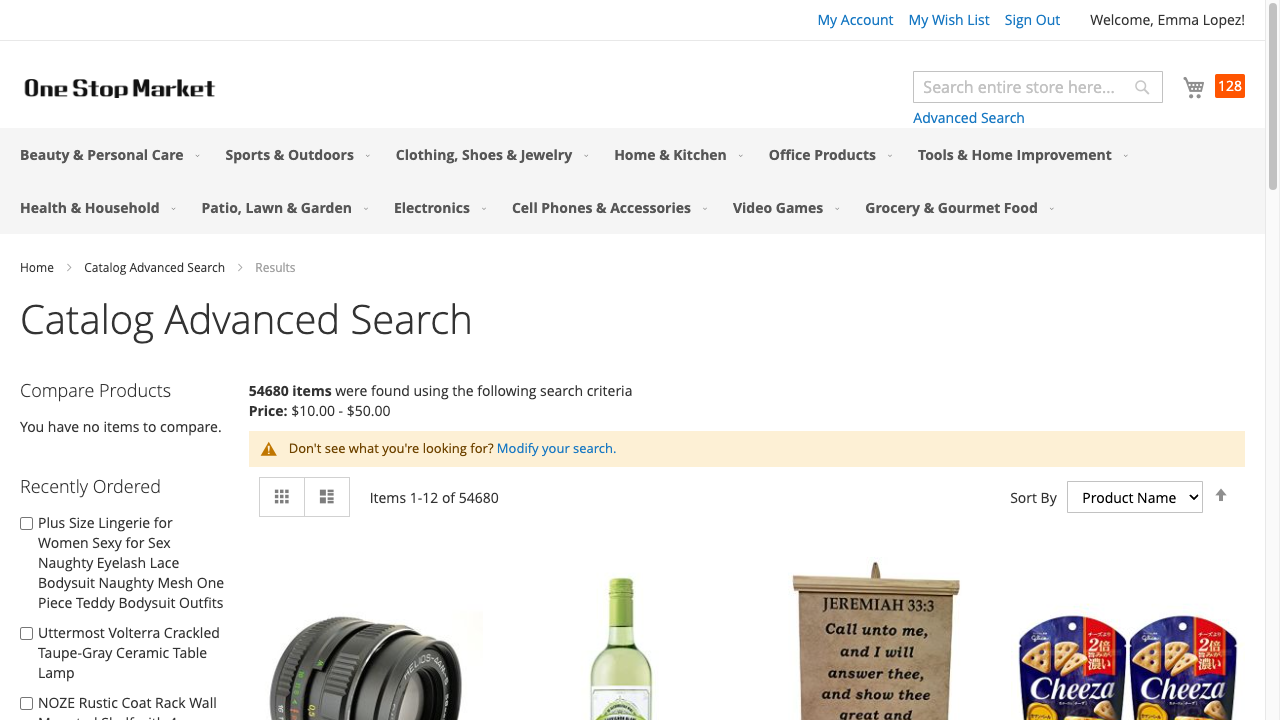 My Account My Wish List Sign Out Welcome, Emma Lopez!
One Stop Market
Search entire store here...
128
Advanced Search
Beauty & Personal Care Sports & Outdoors Clothing, Shoes & Jewelry Home & Kitchen Office Products Tools & Home Improvement
Health & Household Patio, Lawn & Garden Electronics Cell Phones & Accessories Video Games Grocery & Gourmet Food
Home Catalog Advanced Search Results
Catalog Advanced Search
Compare Products
You have no items to compare.
Recently Ordered
Plus Size Lingerie for
Women Sexy for Sex
Naughty Eyelash Lace
Bodysuit Naughty Mesh One
Piece Teddy Bodysuit Outfits
Uttermost Volterra Crackled
Taupe-Gray Ceramic Table
Lamp
NOZE Rustic Coat Rack Wall
54680 items were found using the following search criteria
Price: $10.00 - $50.00
Don't see what you're looking for? Modify your search.
Items 1-12 of 54680
Sort By Product Name
JEREMIAH 33:3
Call unto me,
and I will
answer thee,
and show thee
great and
Cheeza Cheeza